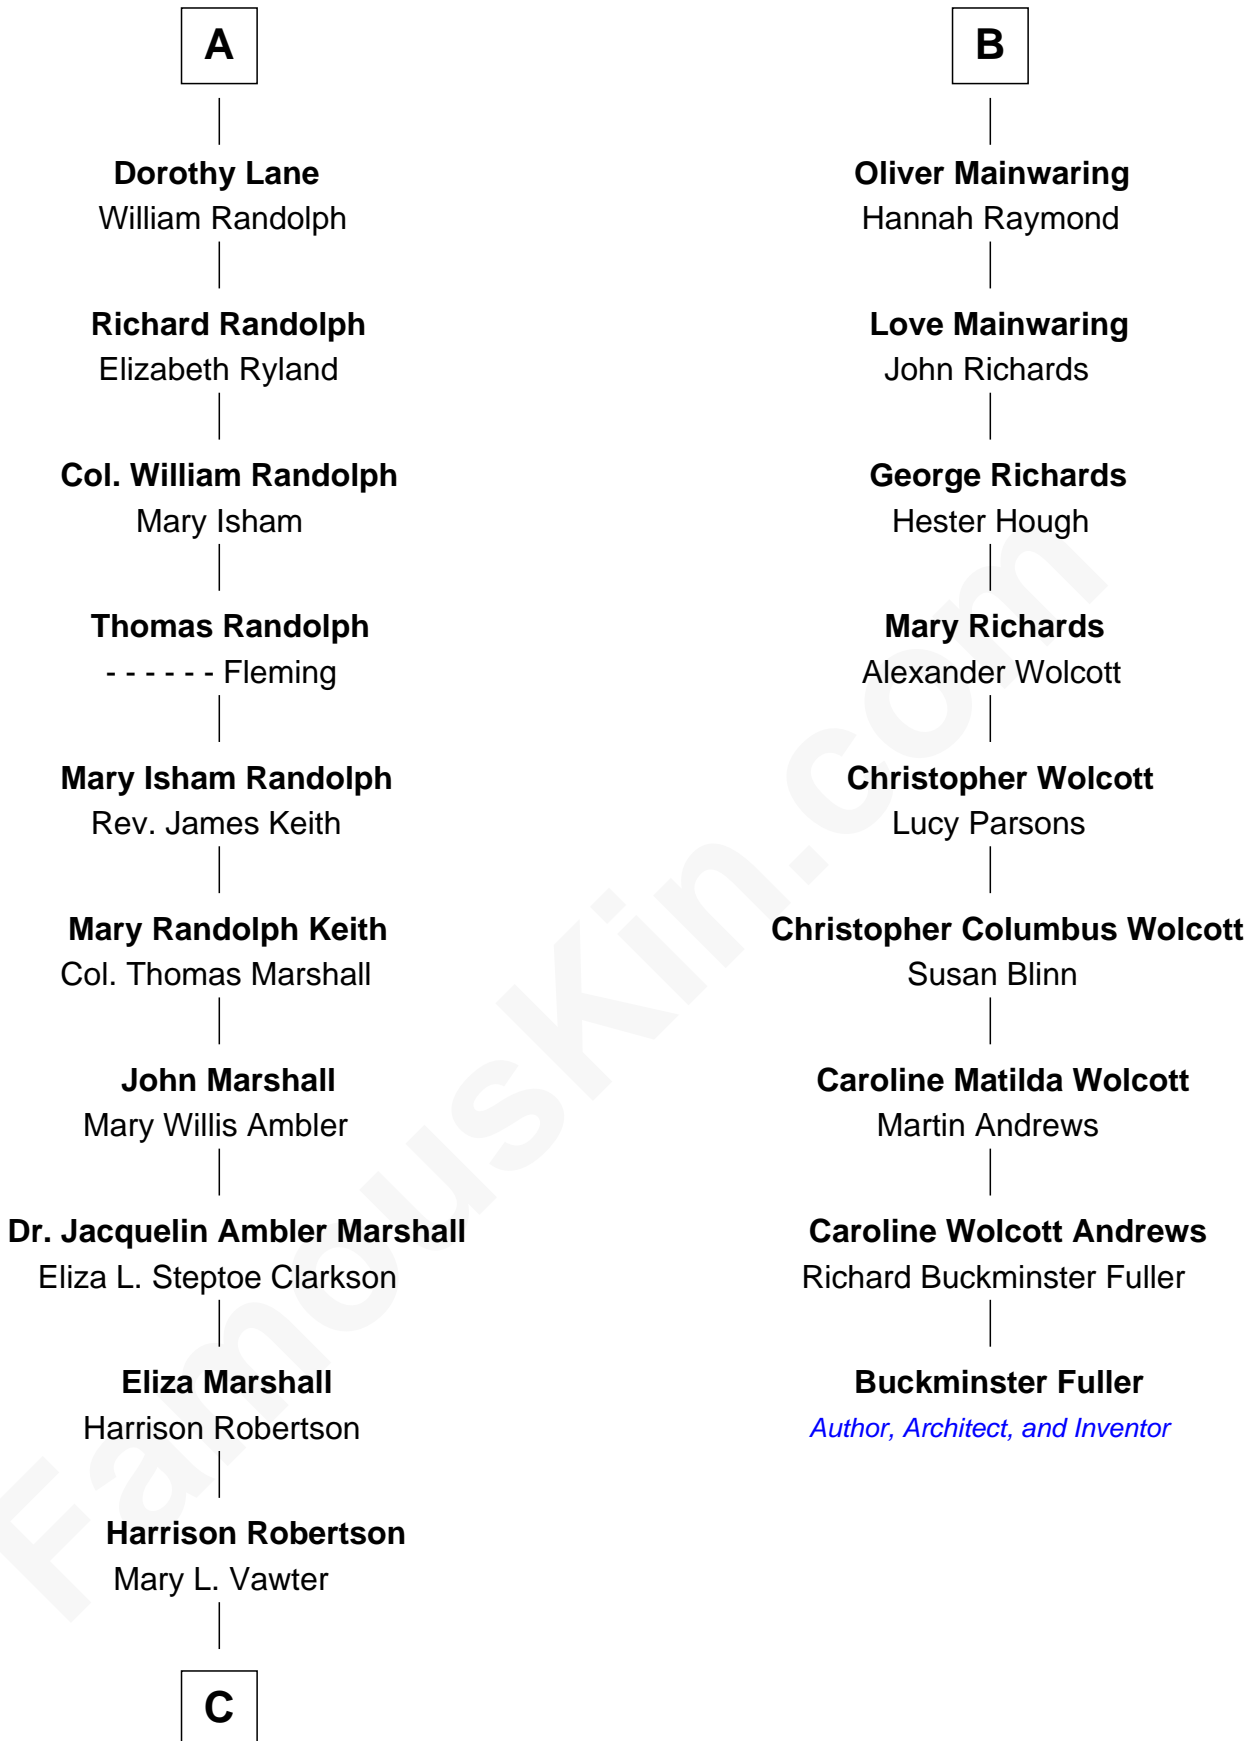 A
Dorothy Lane
William Randolph
Richard Randolph
Elizabeth Ryland
Col. William Randolph
Mary Isham
Thomas Randolph
- - - - - - Fleming
Mary Isham Randolph
Rev. James Keith
Mary Randolph Keith
Col. Thomas Marshall
John Marshall
Mary Willis Ambler
Dr. Jacquelin Ambler Marshall
Eliza L. Steptoe Clarkson
Eliza Marshall
Harrison Robertson
Harrison Robertson
Mary L. Vawter
C
B
Oliver Mainwaring
Hannah Raymond
Love Mainwaring
John Richards
George Richards
Hester Hough
Mary Richards
Alexander Wolcott
Christopher Wolcott
Lucy Parsons
Christopher Columbus Wolcott
Susan Blinn
Caroline Matilda Wolcott
Martin Andrews
Caroline Wolcott Andrews
Richard Buckminster Fuller
Buckminster Fuller
Author, Architect, and Inventor
FamousKin.com